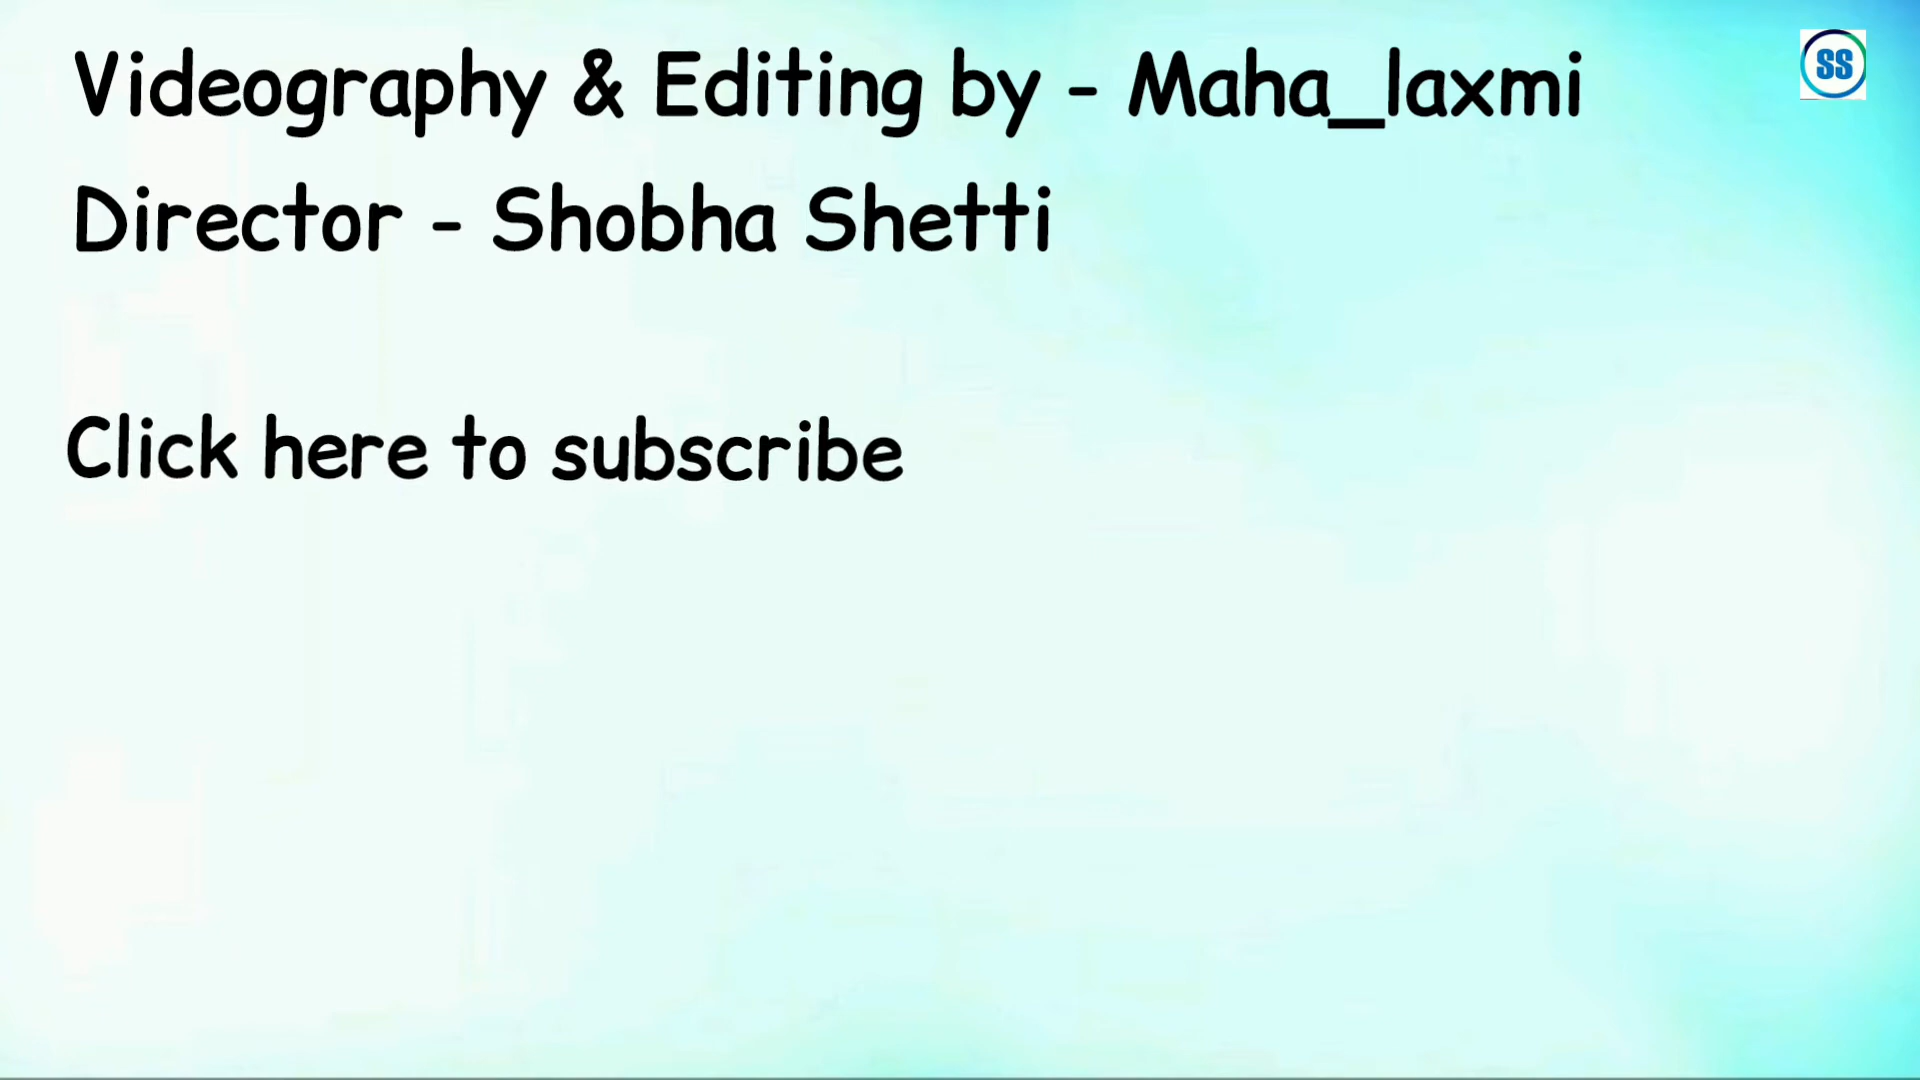 Videography & Editing by - Maha_laxmi
SS
Director - Shobha Shetti
Click here to subscribe